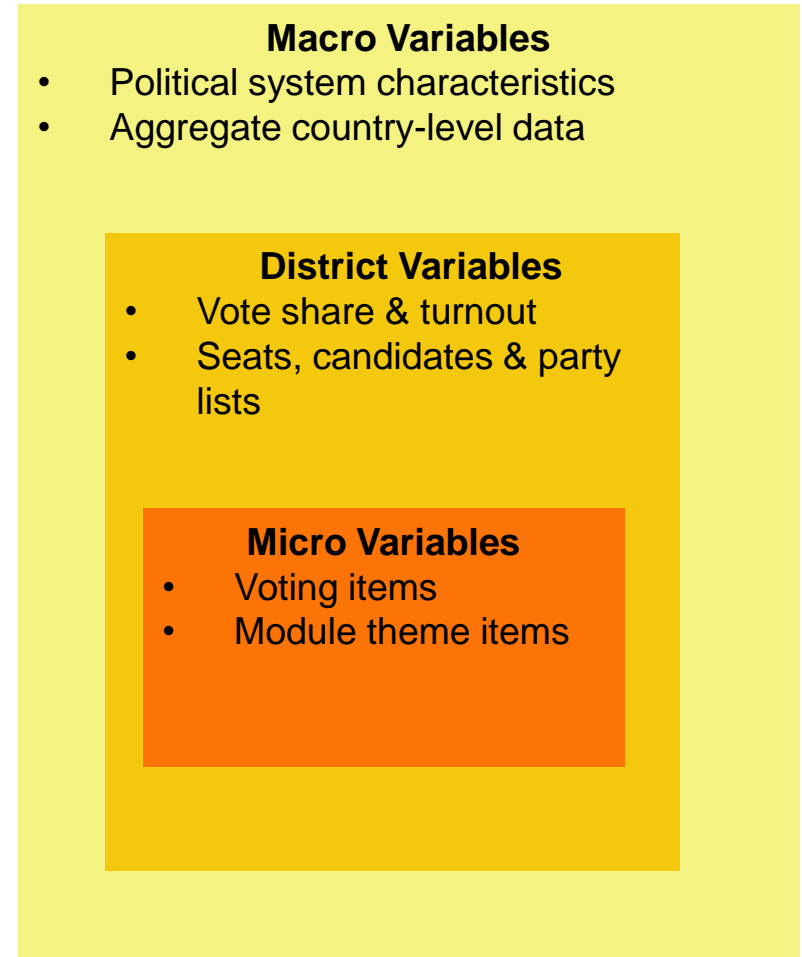 Macro Variables
• Political system characteristics
• Aggregate country-level data
District Variables
• Vote share & turnout
• Seats, candidates & party
lists
Micro Variables
• Voting items
• Module theme items